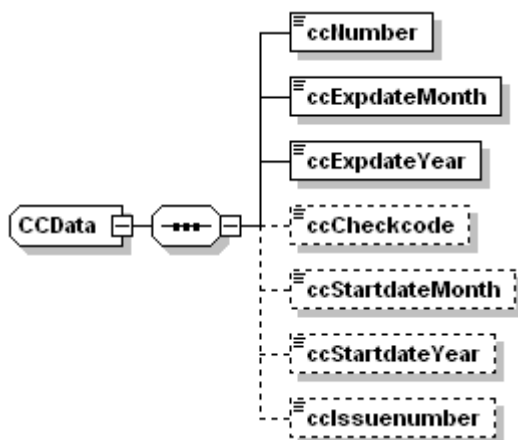 ccNumber
ccExpdateMonth
ccExpdateYear
CCData
ccCheckcode
ccStartdateMonth
ccStartdateYear
ccIssuenumber